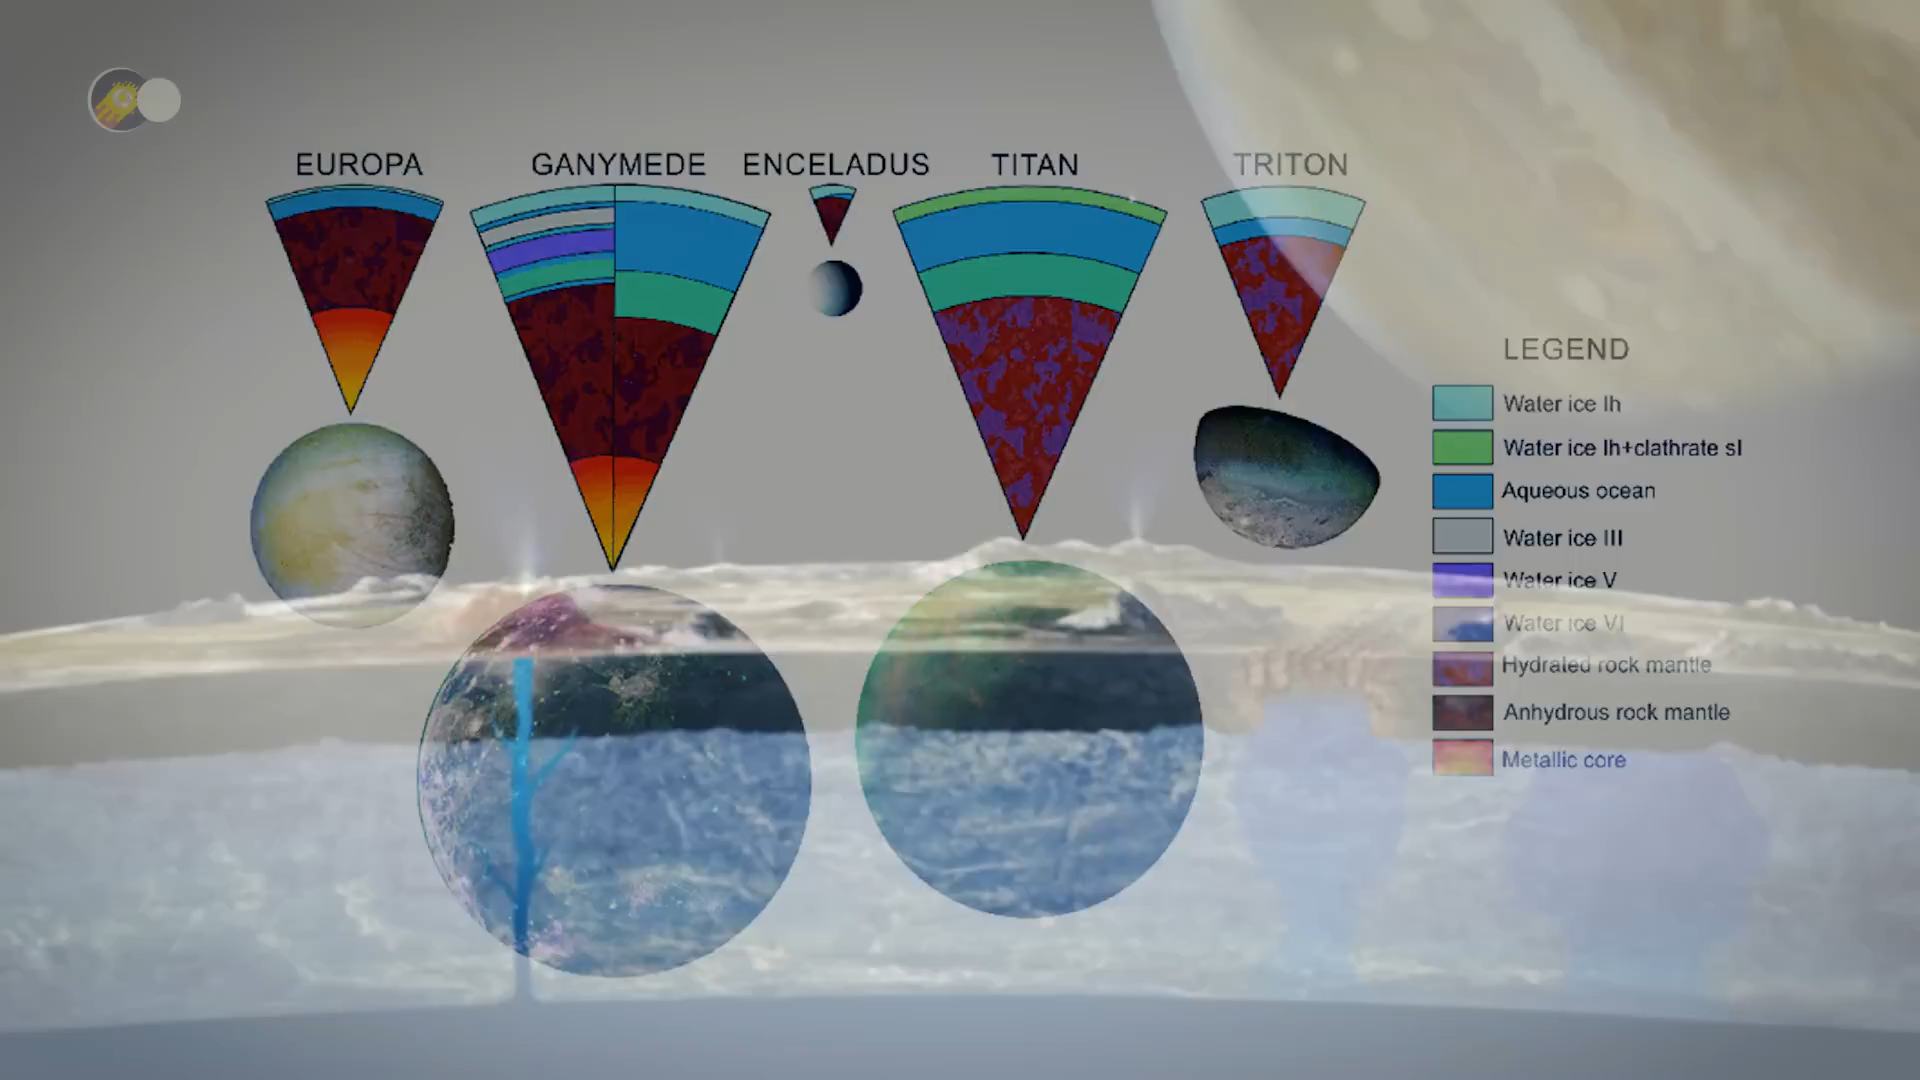 EUROPA
GANYMEDE
ENCELADUS
TITAN
TRITON
LEGEND
Water ice Ih
Water ice Ih+clathrate sI
Aqueous ocean
Water ice III
Water ice V
Water ice VI
Hydrated rock mantle
Anhydrous rock mantle
Metallic core